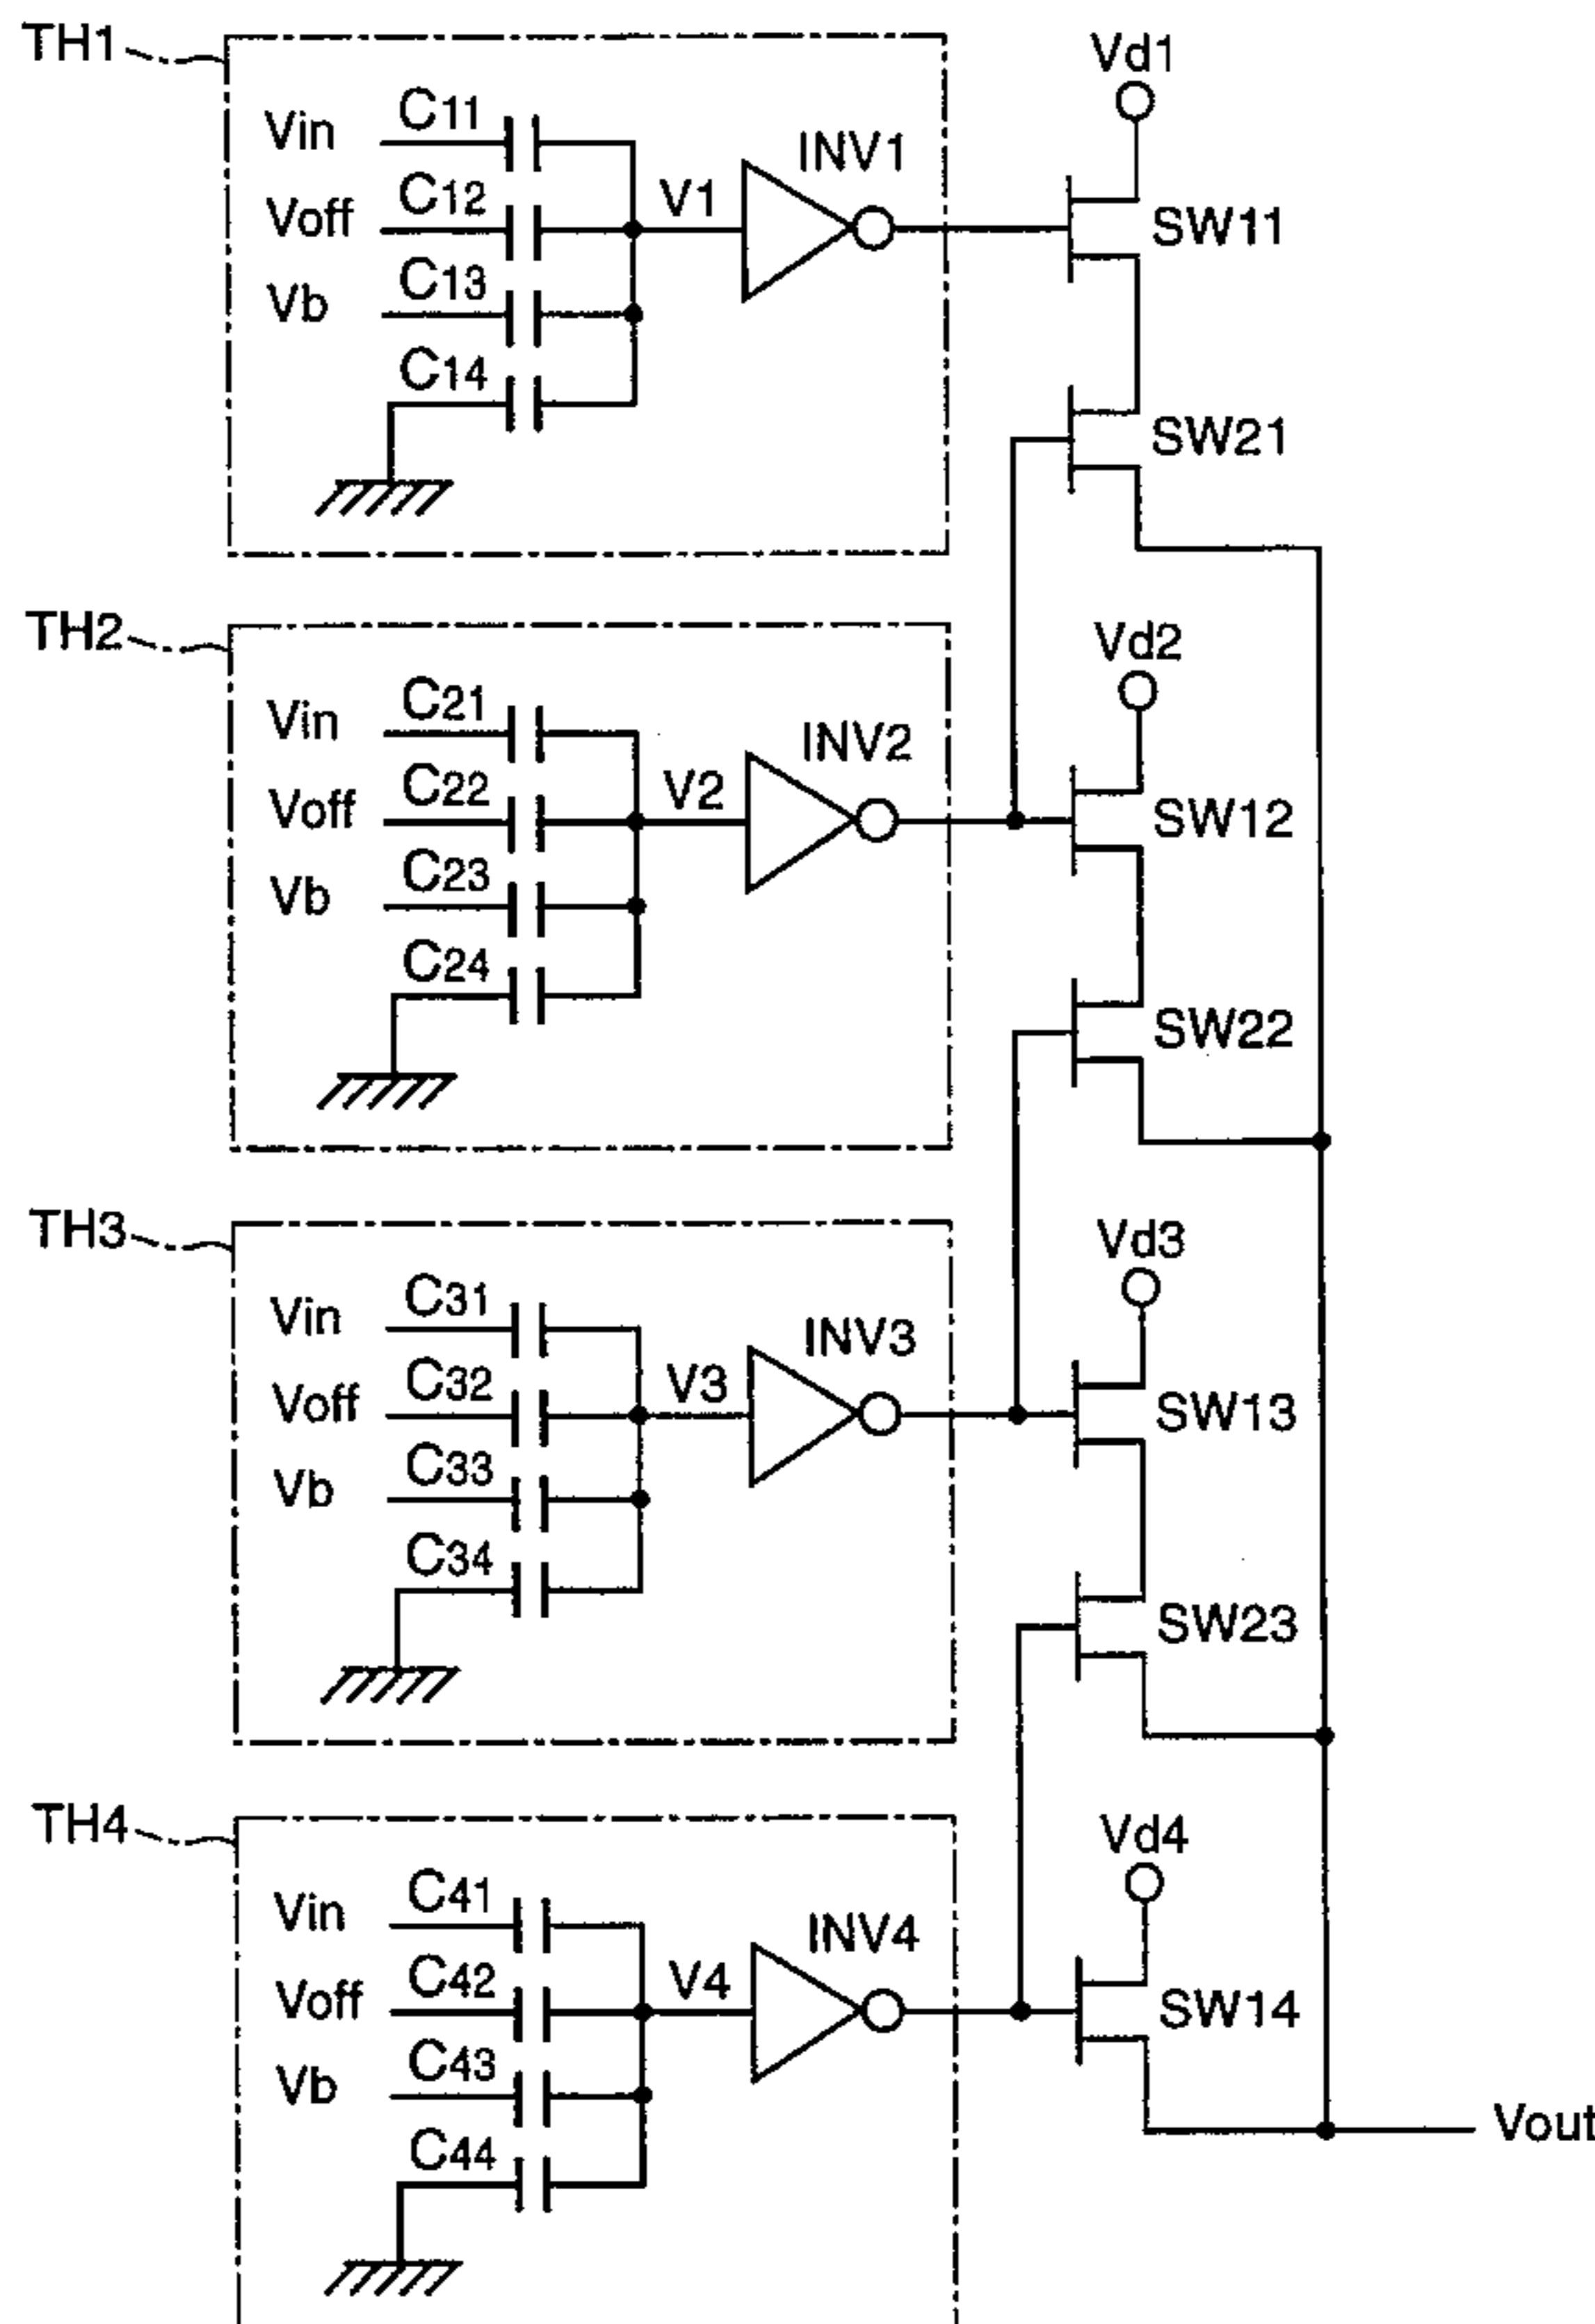 TH1
Vd1
Vin C11
INV1
Voff C12 V1
SW11
Vb C13
C14
SW21
TH2
Vd2
Vin C21
INV2
Voff C22 V2
SW12
Vb C23
C24
SW22
TH3
Vd3
Vin C31
INV3
Voff C32 V3
SW13
Vb C33
C34
SW23
TH4
Vd4
Vin C41
INV4
Voff C42 V4
SW14
Vb C43
Vout
C44